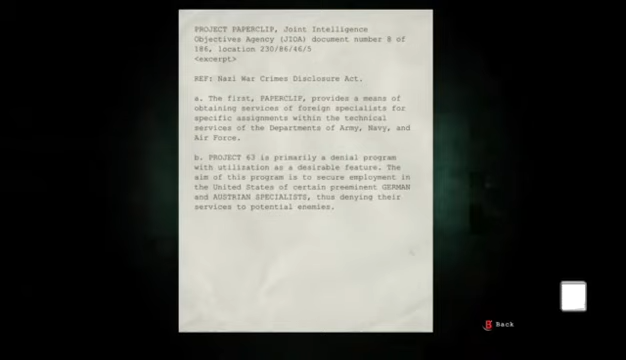 PROJECT PAPERCLIP, Joint Intelligence
Objectives Agency (JIOA) document number 8 of
186, location 230/86/46/5
<excerpt>
REF: Nazi War Crimes Disclosure Act.
a. The first, PAPERCLIP, provides a means of
obtaining services of foreign specialists for
specific assignments within the technical
services of the Departments of Army, Navy, and
Air Force.
b. PROJECT 63 is primarily a denial program
with utilization as a desirable feature. The
aim of this program is to secure employment in
the United States of certain preeminent GERMAN
and AUSTRIAN SPECIALISTS, thus denying their
services to potential enemies.
Back